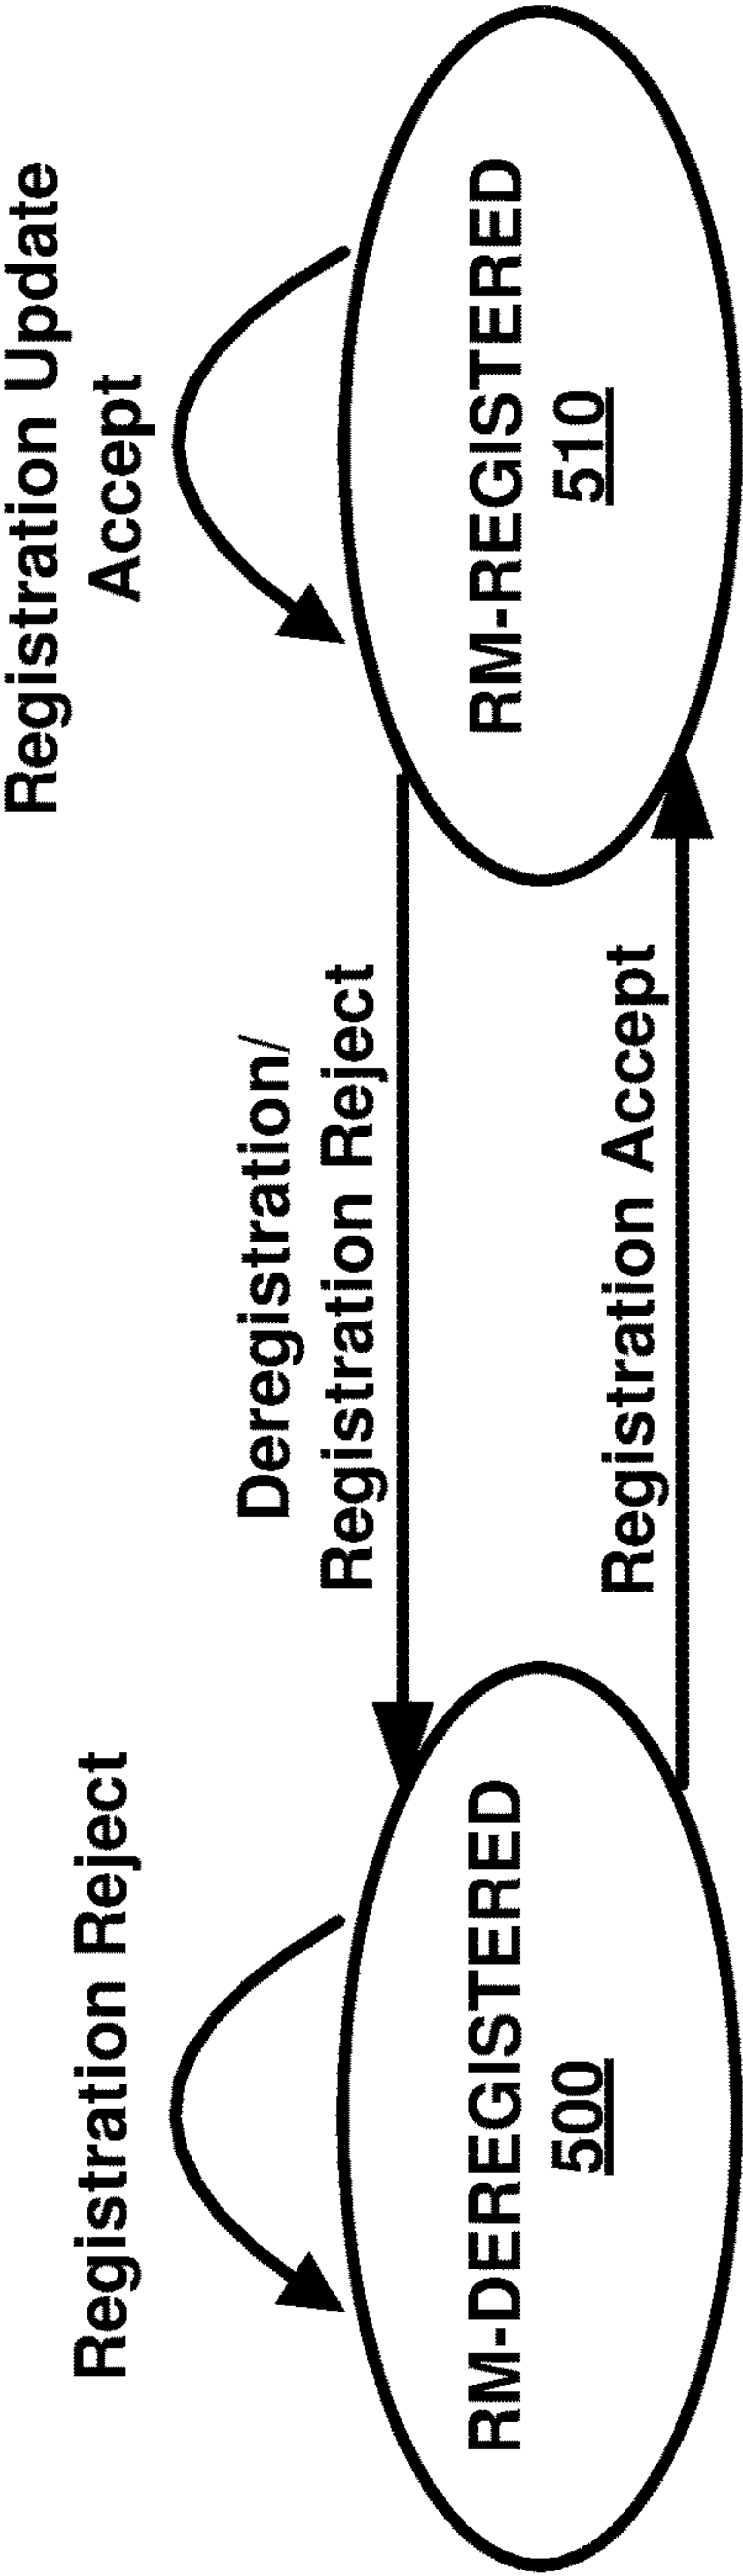 Registration Reject
Deregistration/
Registration Reject
Registration Update
Accept
RM-DEREGISTERED
500
Registration Accept
RM-REGISTERED
510